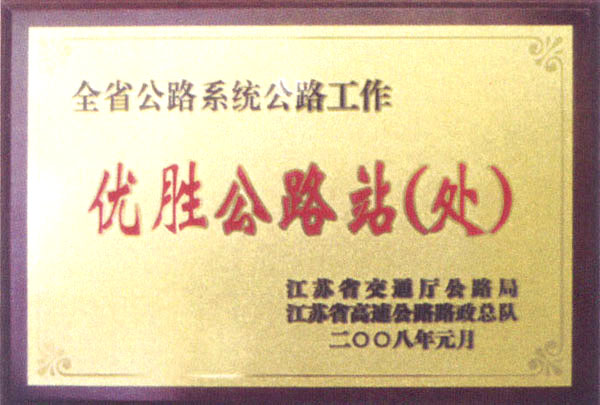 全省公路系统公路工作
优胜公路站(处)
江苏省交通厅公路局
江苏省高速公路路政总队
二〇〇八年元月